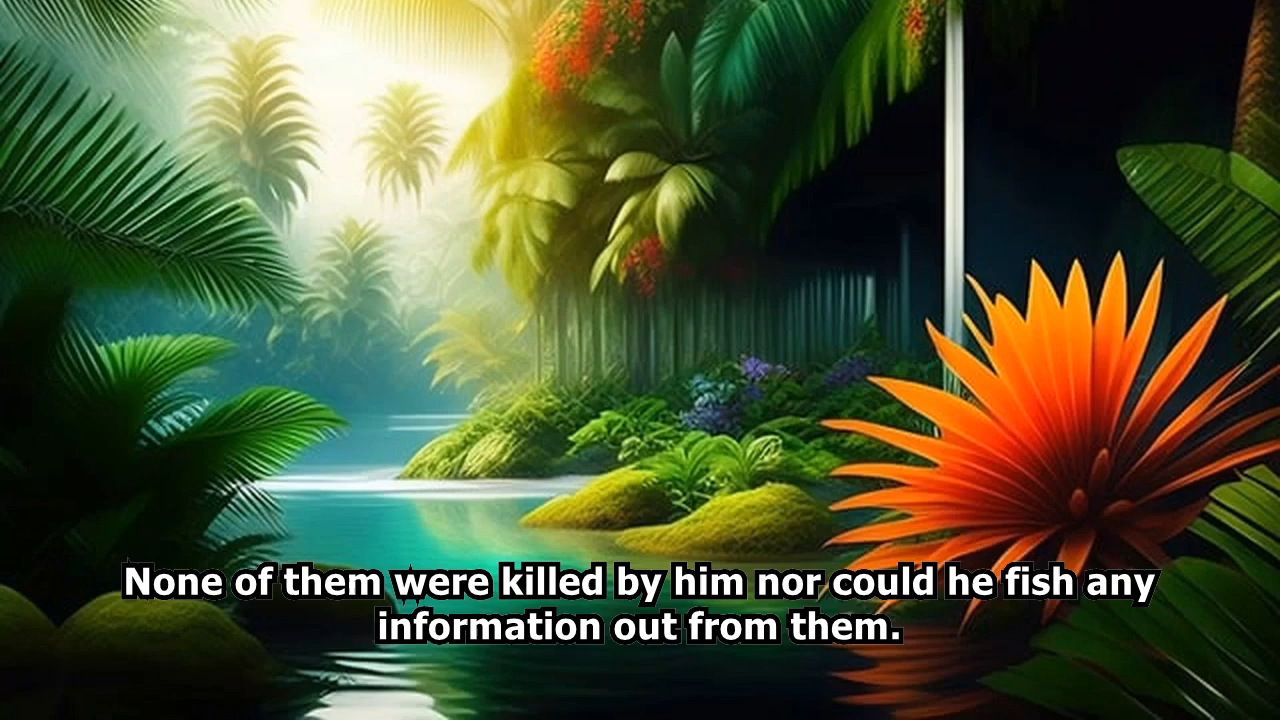 None of them were killed by him nor could he fish any
information out from them.